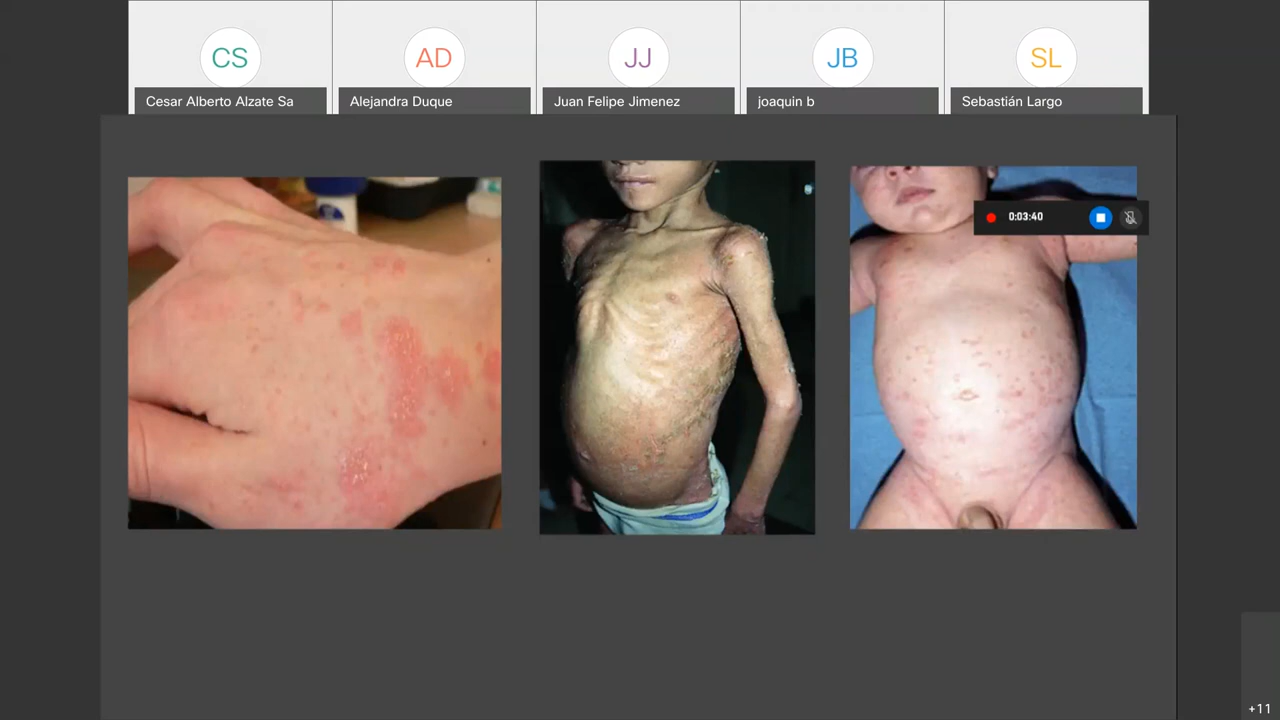 CS
AD
JJ
JB
SL
Cesar Alberto Alzate Sa
Alejandra Duque
Juan Felipe Jimenez
joaquin b
Sebastián Largo
0:03:40
+11